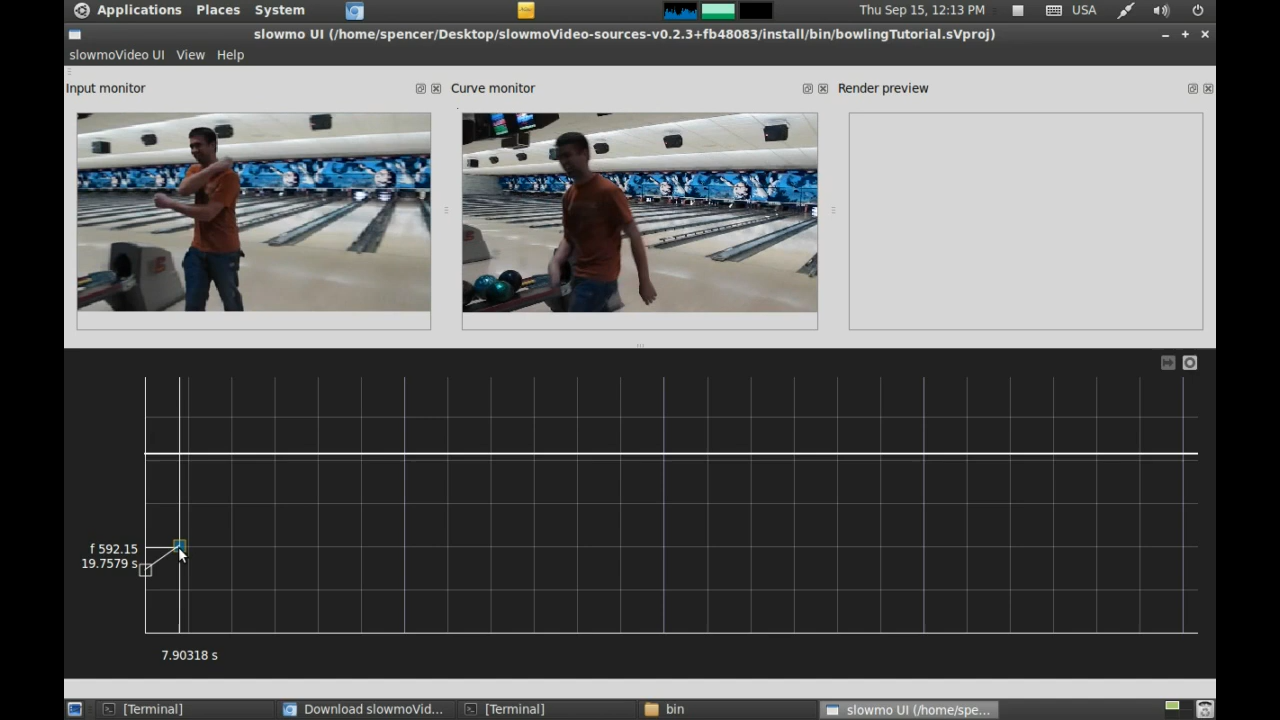 Applications Places System Thu Sep 15, 12:13 PM USA
slowmo UI (/home/spencer/Desktop/slowmoVideo-sources-v0.2.3+fb48083/install/bin/bowlingTutorial.sVproj)
slowmoVideo UI View Help
Input monitor
Curve monitor
Render preview
f 592.15
19.7579 s
7.90318 s
[Terminal] Download slowmoVid... [Terminal] bin slowmo UI (/home/spe...